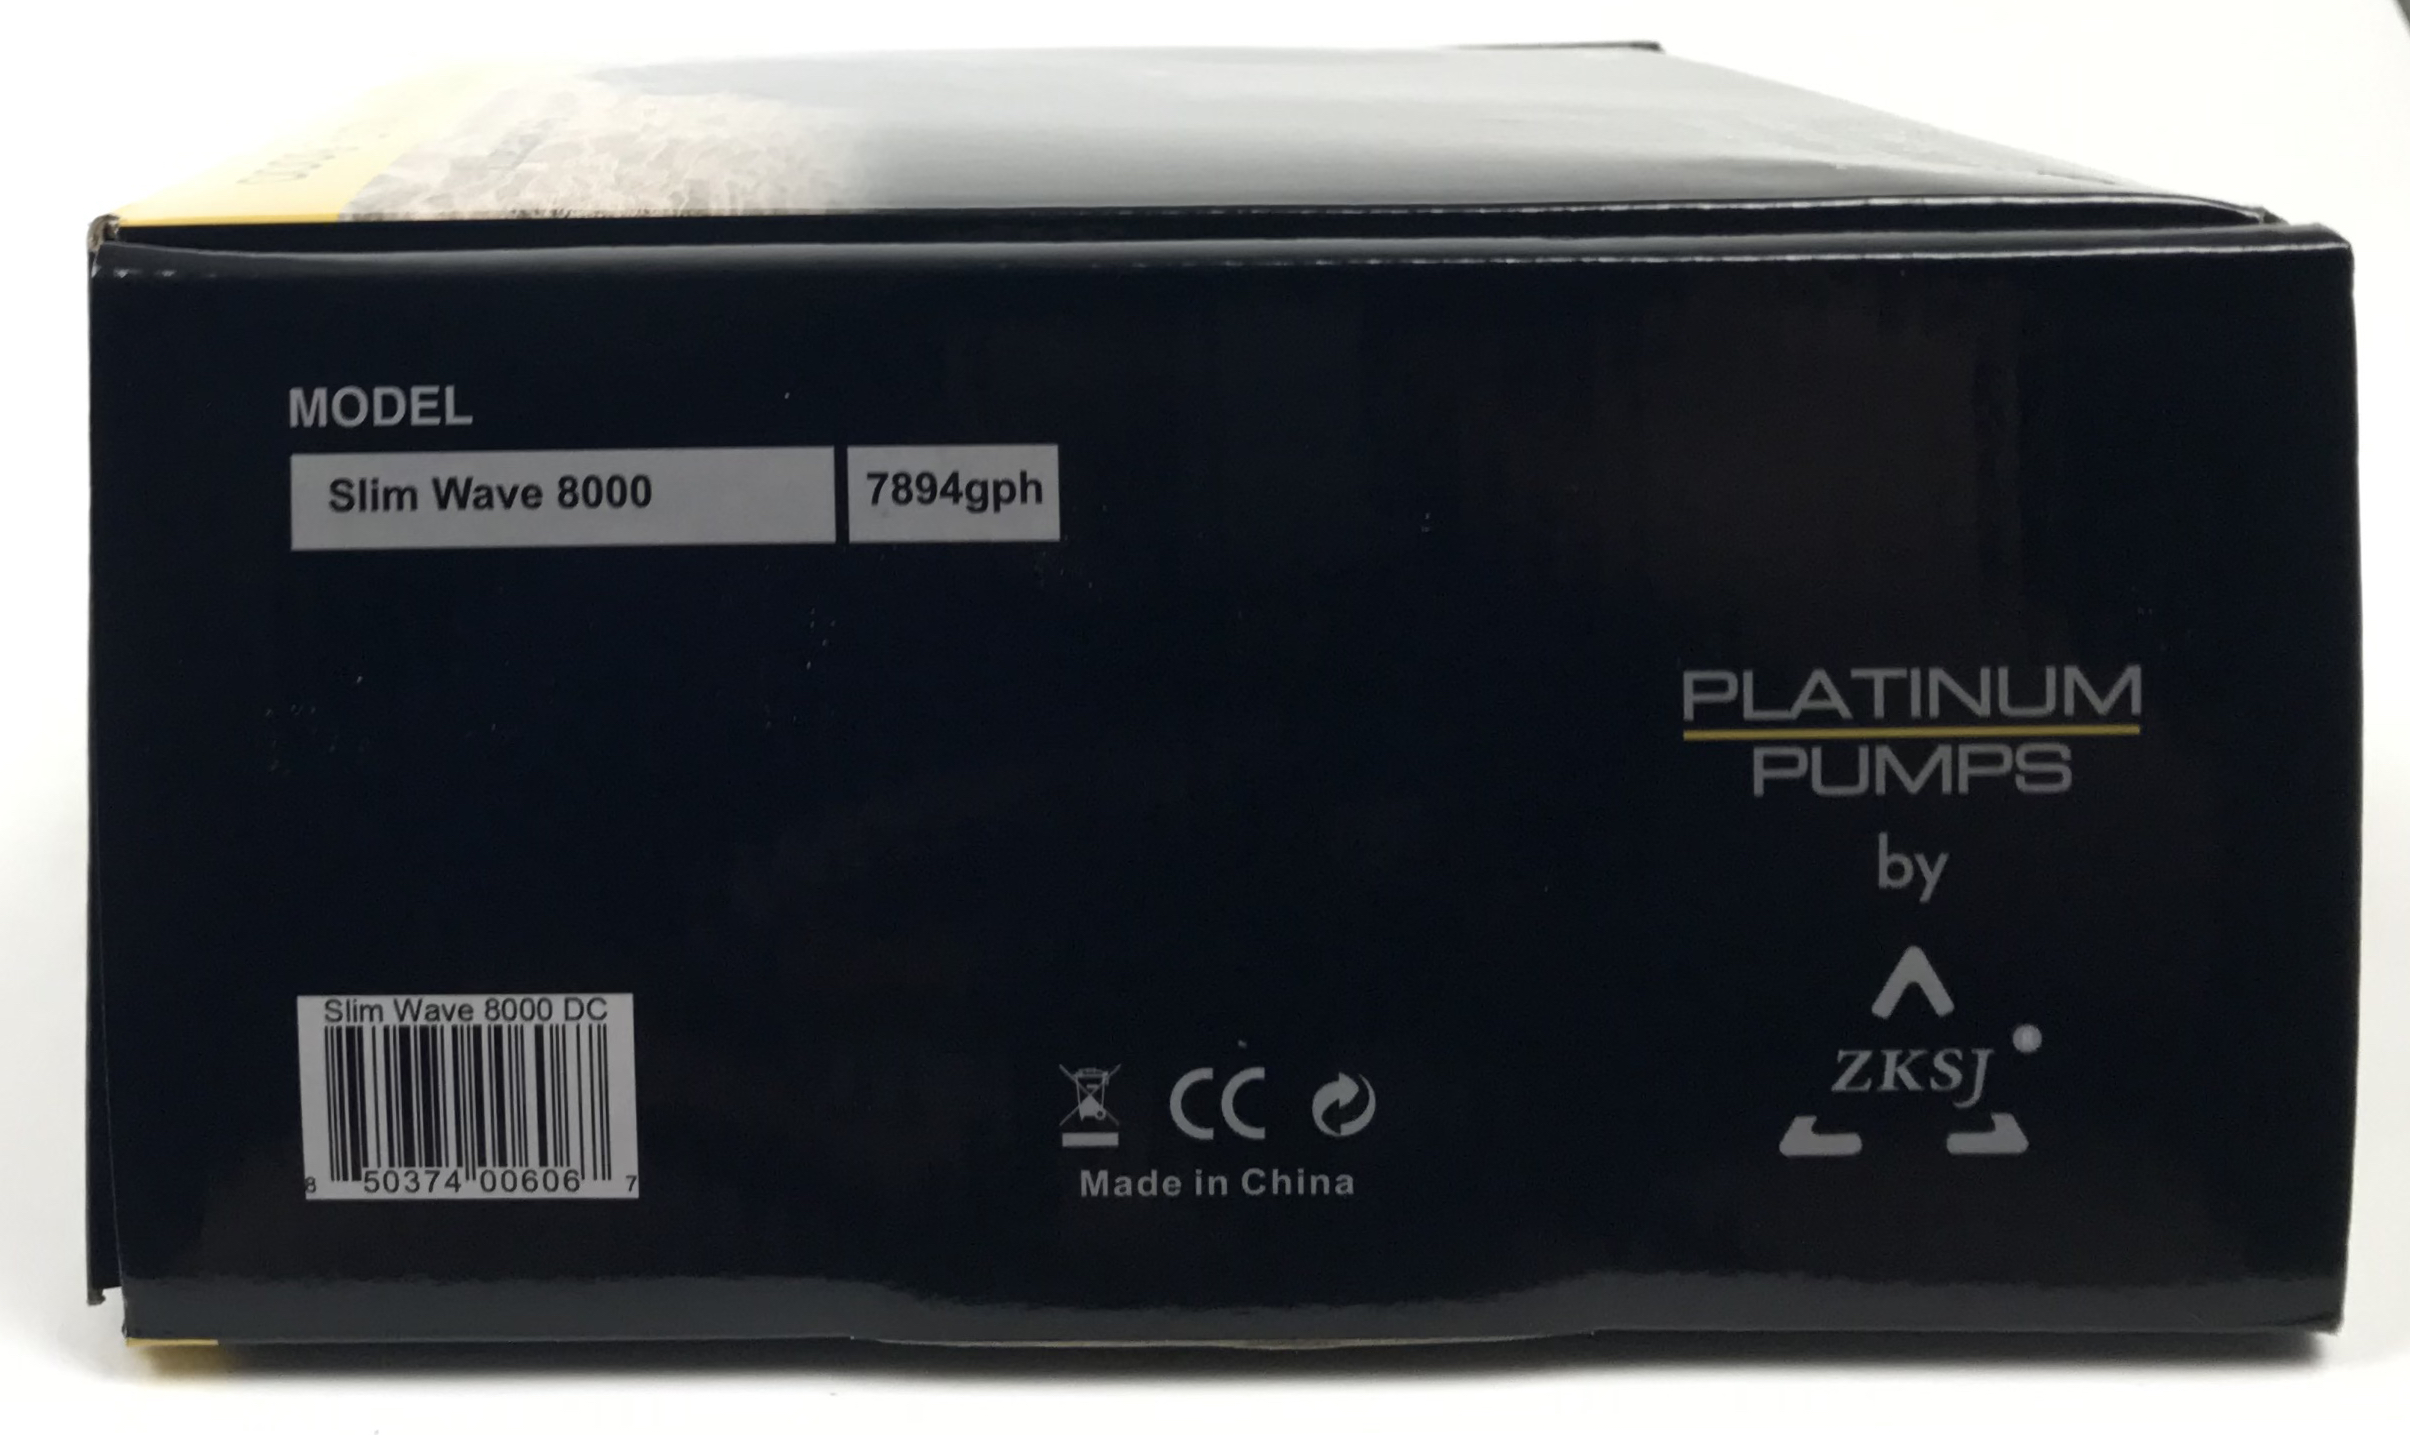 MODEL
Slim Wave 8000 7894gph
PLATINUM
PUMPS
by
ZKSJ®
Slim Wave 8000 DC
8 50374 00606 7
CC
Made in China